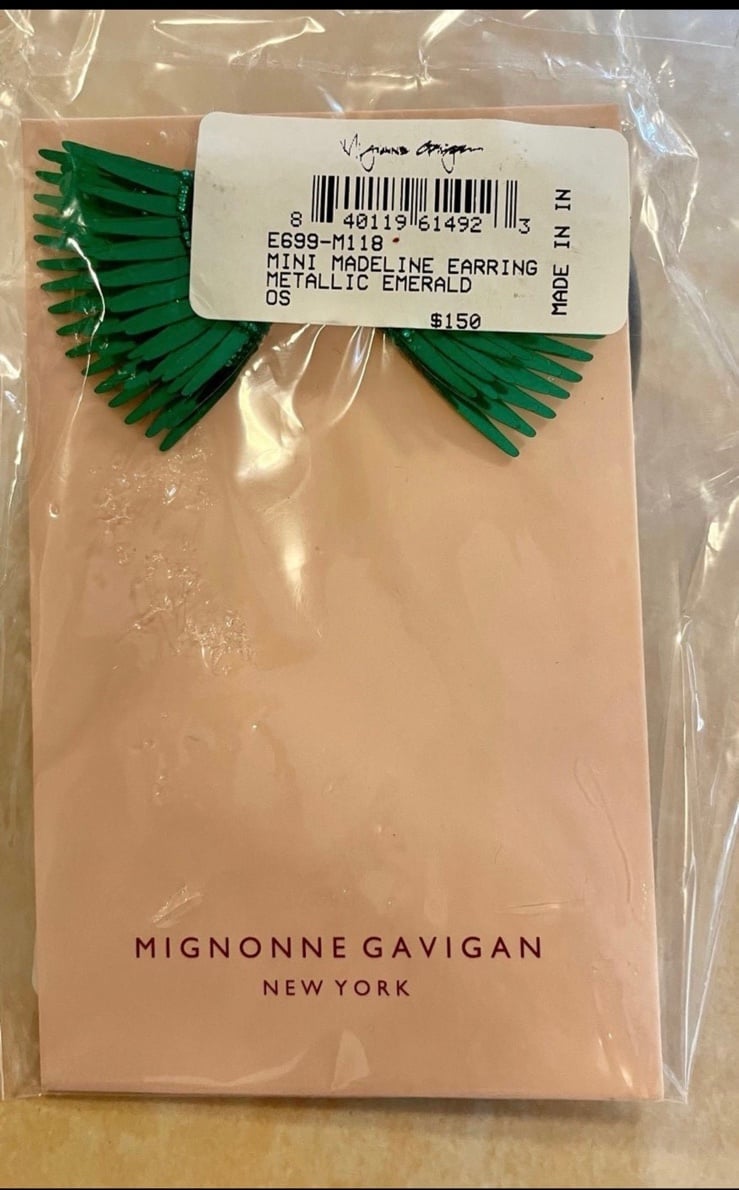 Mignonne Gavigan
8 40119 61492 3
E699-M118
MINI MADELINE EARRING
METALLIC EMERALD
OS
$150
MADE IN IN
MIGNONNE GAVIGAN
NEW YORK